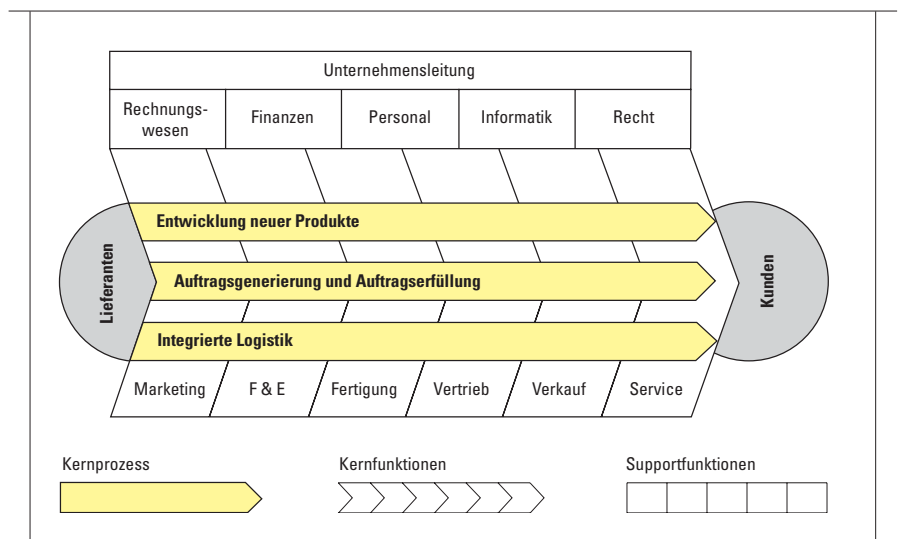 Unternehmensleitung
Rechnungs-
wesen
Finanzen
Personal
Informatik
Recht
Entwicklung neuer Produkte
Lieferanten
Auftragsgenerierung und Auftragserfüllung
Kunden
Integrierte Logistik
Marketing
F & E
Fertigung
Vertrieb
Verkauf
Service
Kernprozess
Kernfunktionen
Supportfunktionen